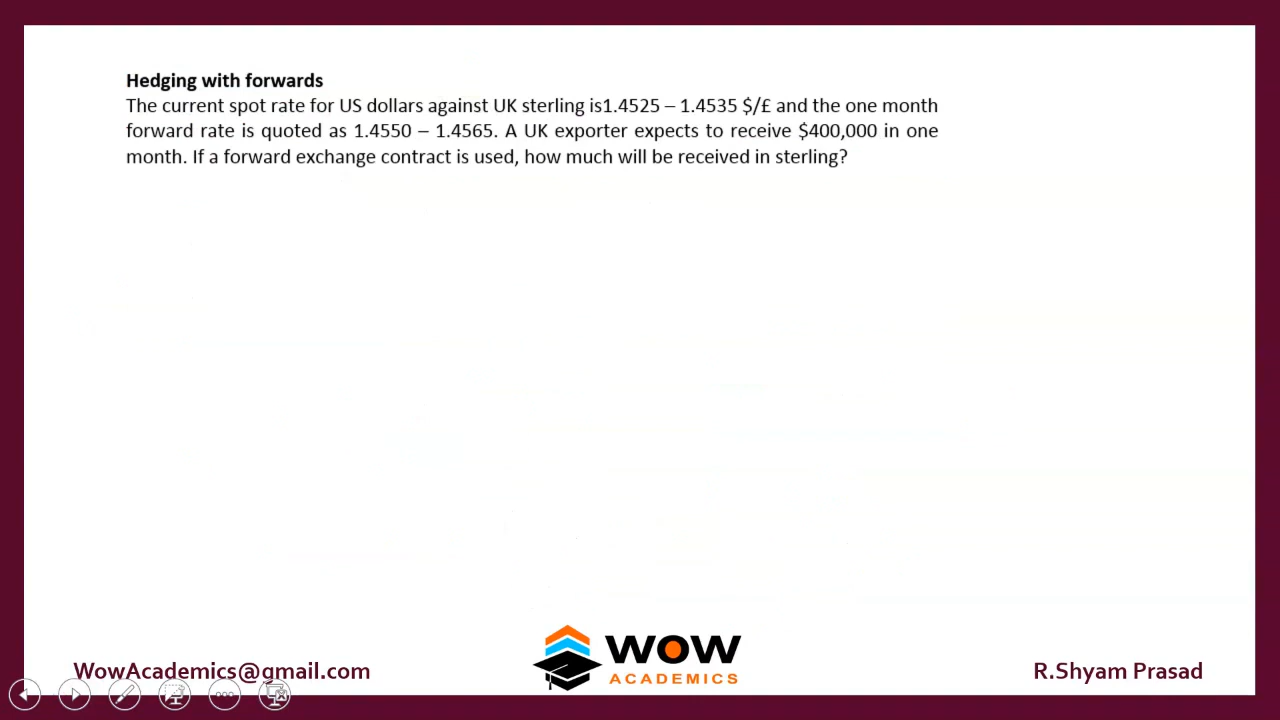 Hedging with forwards
The current spot rate for US dollars against UK sterling is1.4525 – 1.4535 $/£ and the one month
forward rate is quoted as 1.4550 – 1.4565. A UK exporter expects to receive $400,000 in one
month. If a forward exchange contract is used, how much will be received in sterling?
WOW
ACADEMICS
WowAcademics@gmail.com
R.Shyam Prasad